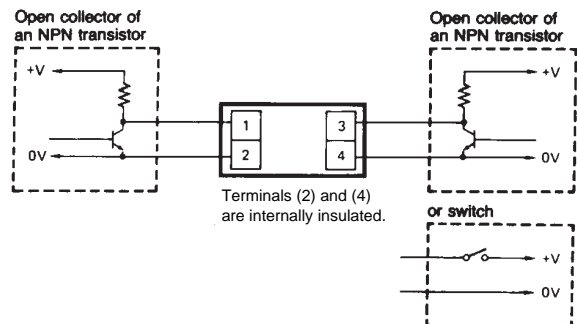 Open collector of
an NPN transistor
+V
0V
1
2
3
4
Terminals (2) and (4)
are internally insulated.
Open collector of
an NPN transistor
+V
0V
or switch
+V
0V